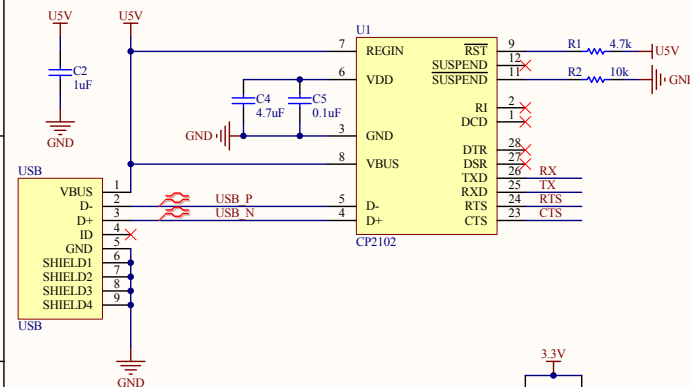 U5V
U5V
U1
C2
1uF
GND
7 REGIN
RST 9
R1 4.7k
U5V
SUSPEND 12
6 VDD
SUSPEND 11
R2 10k
GND
C4
4.7uF
C5
0.1uF
RI 2
DCD 1
GND
3 GND
DTR 28
8 VBUS
DSR 27
TXD 26 RX
RXD 25 TX
RTS 24 RTS
CTS 23 CTS
USB
VBUS 1
D- 2
USB_P
5 D-
D+ 3
USB_N
4 D+
ID 4
GND 5
SHIELD1 6
SHIELD2 7
SHIELD3 8
SHIELD4 9
CP2102
USB
GND
3.3V